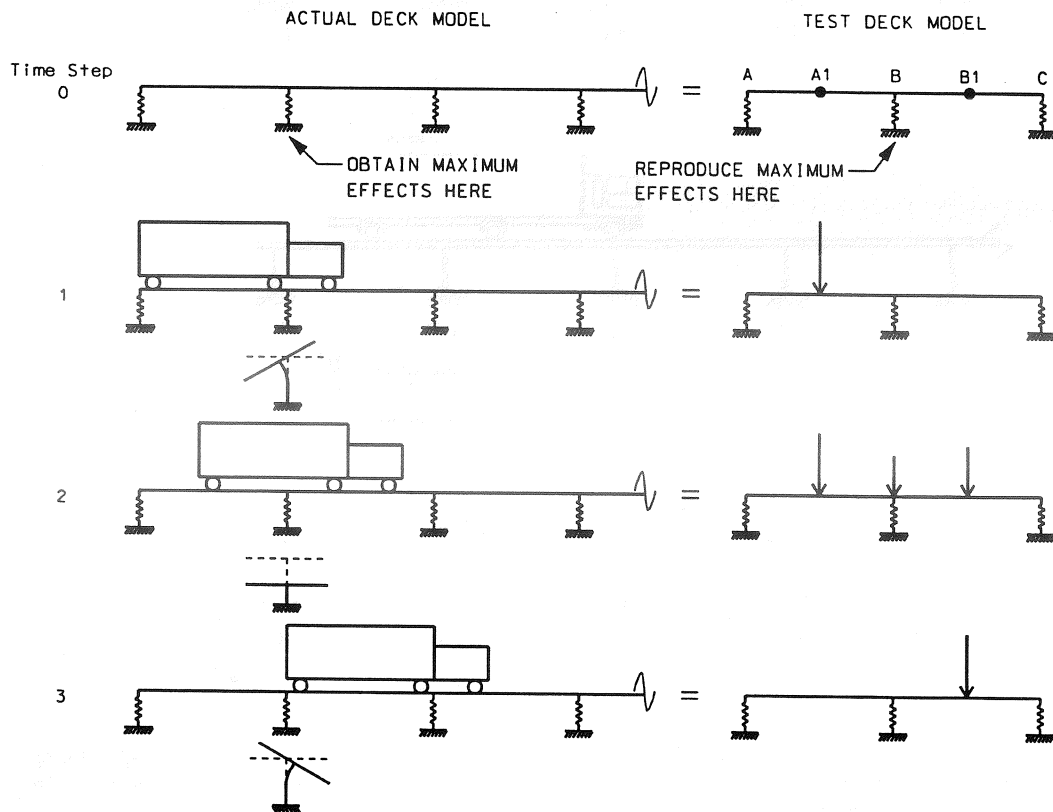 ACTUAL DECK MODEL
TEST DECK MODEL
Time Step
0
=
A
A1
B
B1
C
OBTAIN MAXIMUM
EFFECTS HERE
REPRODUCE MAXIMUM
EFFECTS HERE
1
=
2
=
3
=